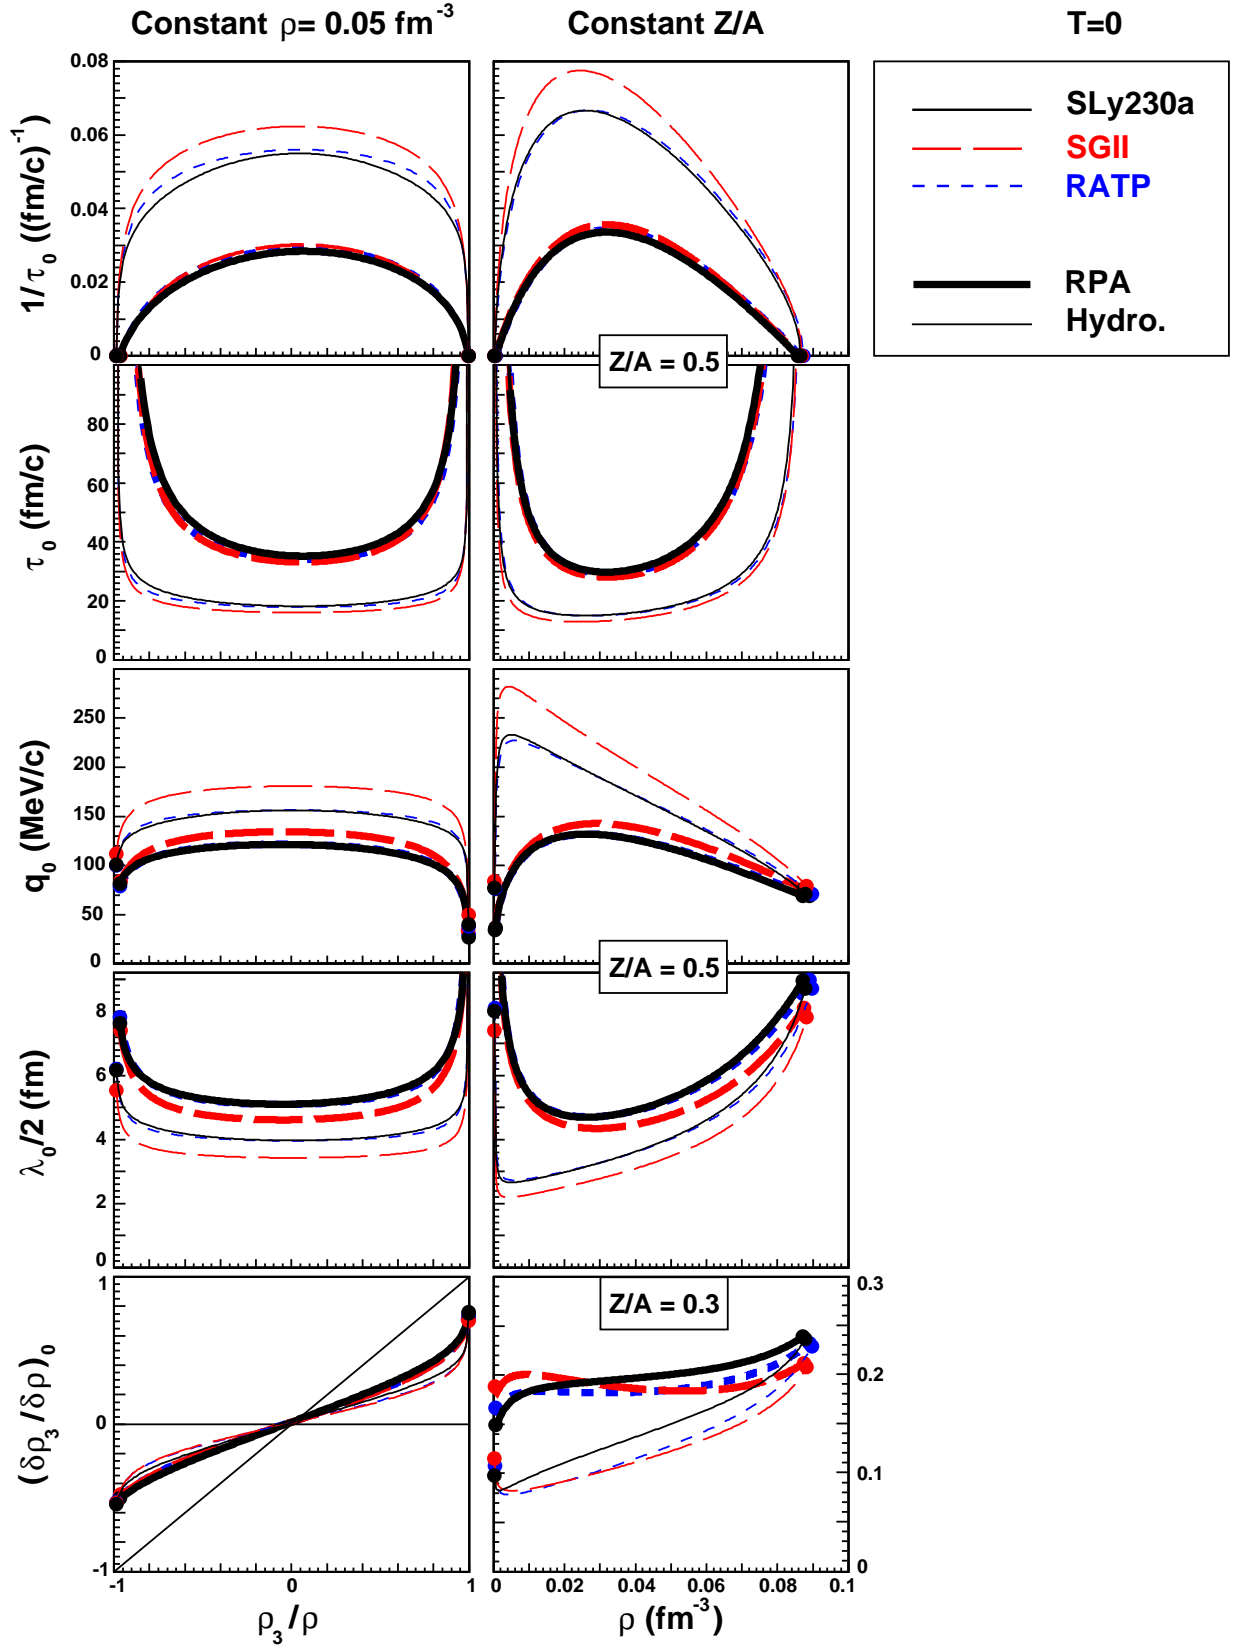 Constant ρ= 0.05 fm-3
Constant Z/A
T=0
SLy230a
SGII
RATP
RPA
Hydro.
1/τ0 ((fm/c)-1)
0.08
0.06
0.04
0.02
0
Z/A = 0.5
τ0 (fm/c)
80
60
40
20
0
q0 (MeV/c)
250
200
150
100
50
0
Z/A = 0.5
λ0/2 (fm)
8
6
4
2
0
Z/A = 0.3
(δρ3/δρ)0
1
0
-1
0.3
0.2
0.1
0
-1 0 1
0 0.02 0.04 0.06 0.08 0.1
ρ3/ρ
ρ (fm-3)